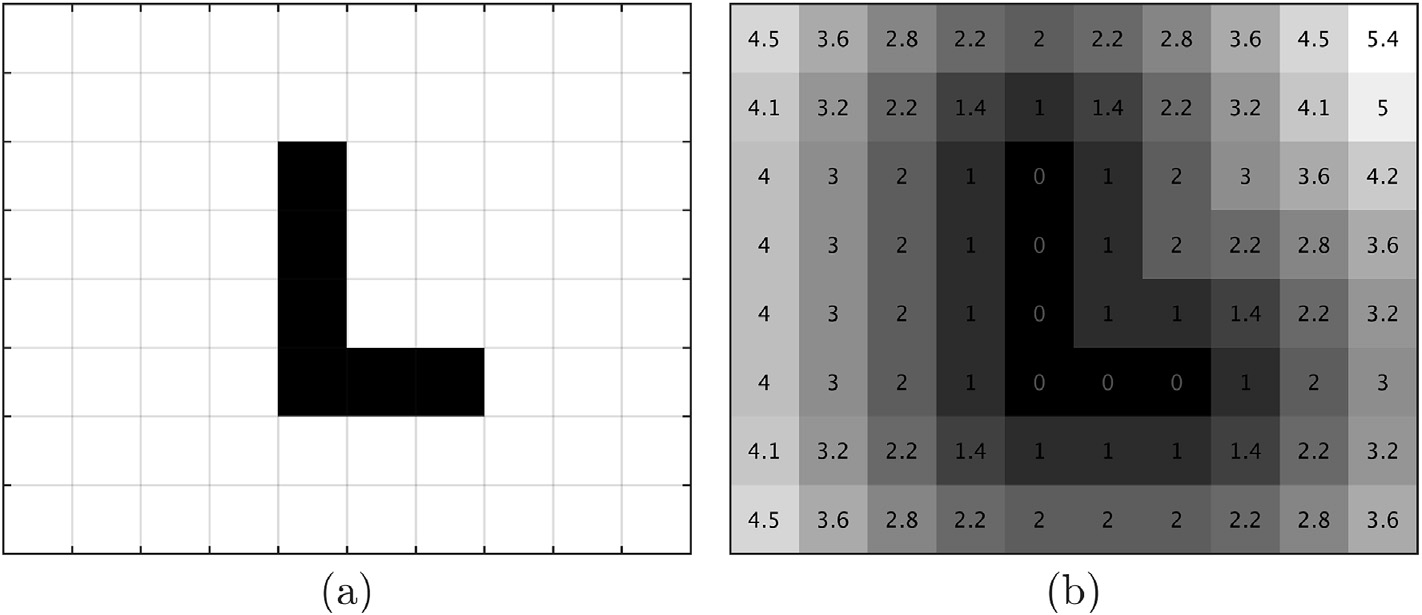 4.5 3.6 2.8 2.2 2 2.2 2.8 3.6 4.5 5.4
4.1 3.2 2.2 1.4 1 1.4 2.2 3.2 4.1 5
4 3 2 1 0 1 2 3 3.6 4.2
4 3 2 1 0 1 2 2.2 2.8 3.6
4 3 2 1 0 1 1 1.4 2.2 3.2
4 3 2 1 0 0 0 1 2 3
4.1 3.2 2.2 1.4 1 1 1 1.4 2.2 3.2
4.5 3.6 2.8 2.2 2 2 2 2.2 2.8 3.6
(a) (b)